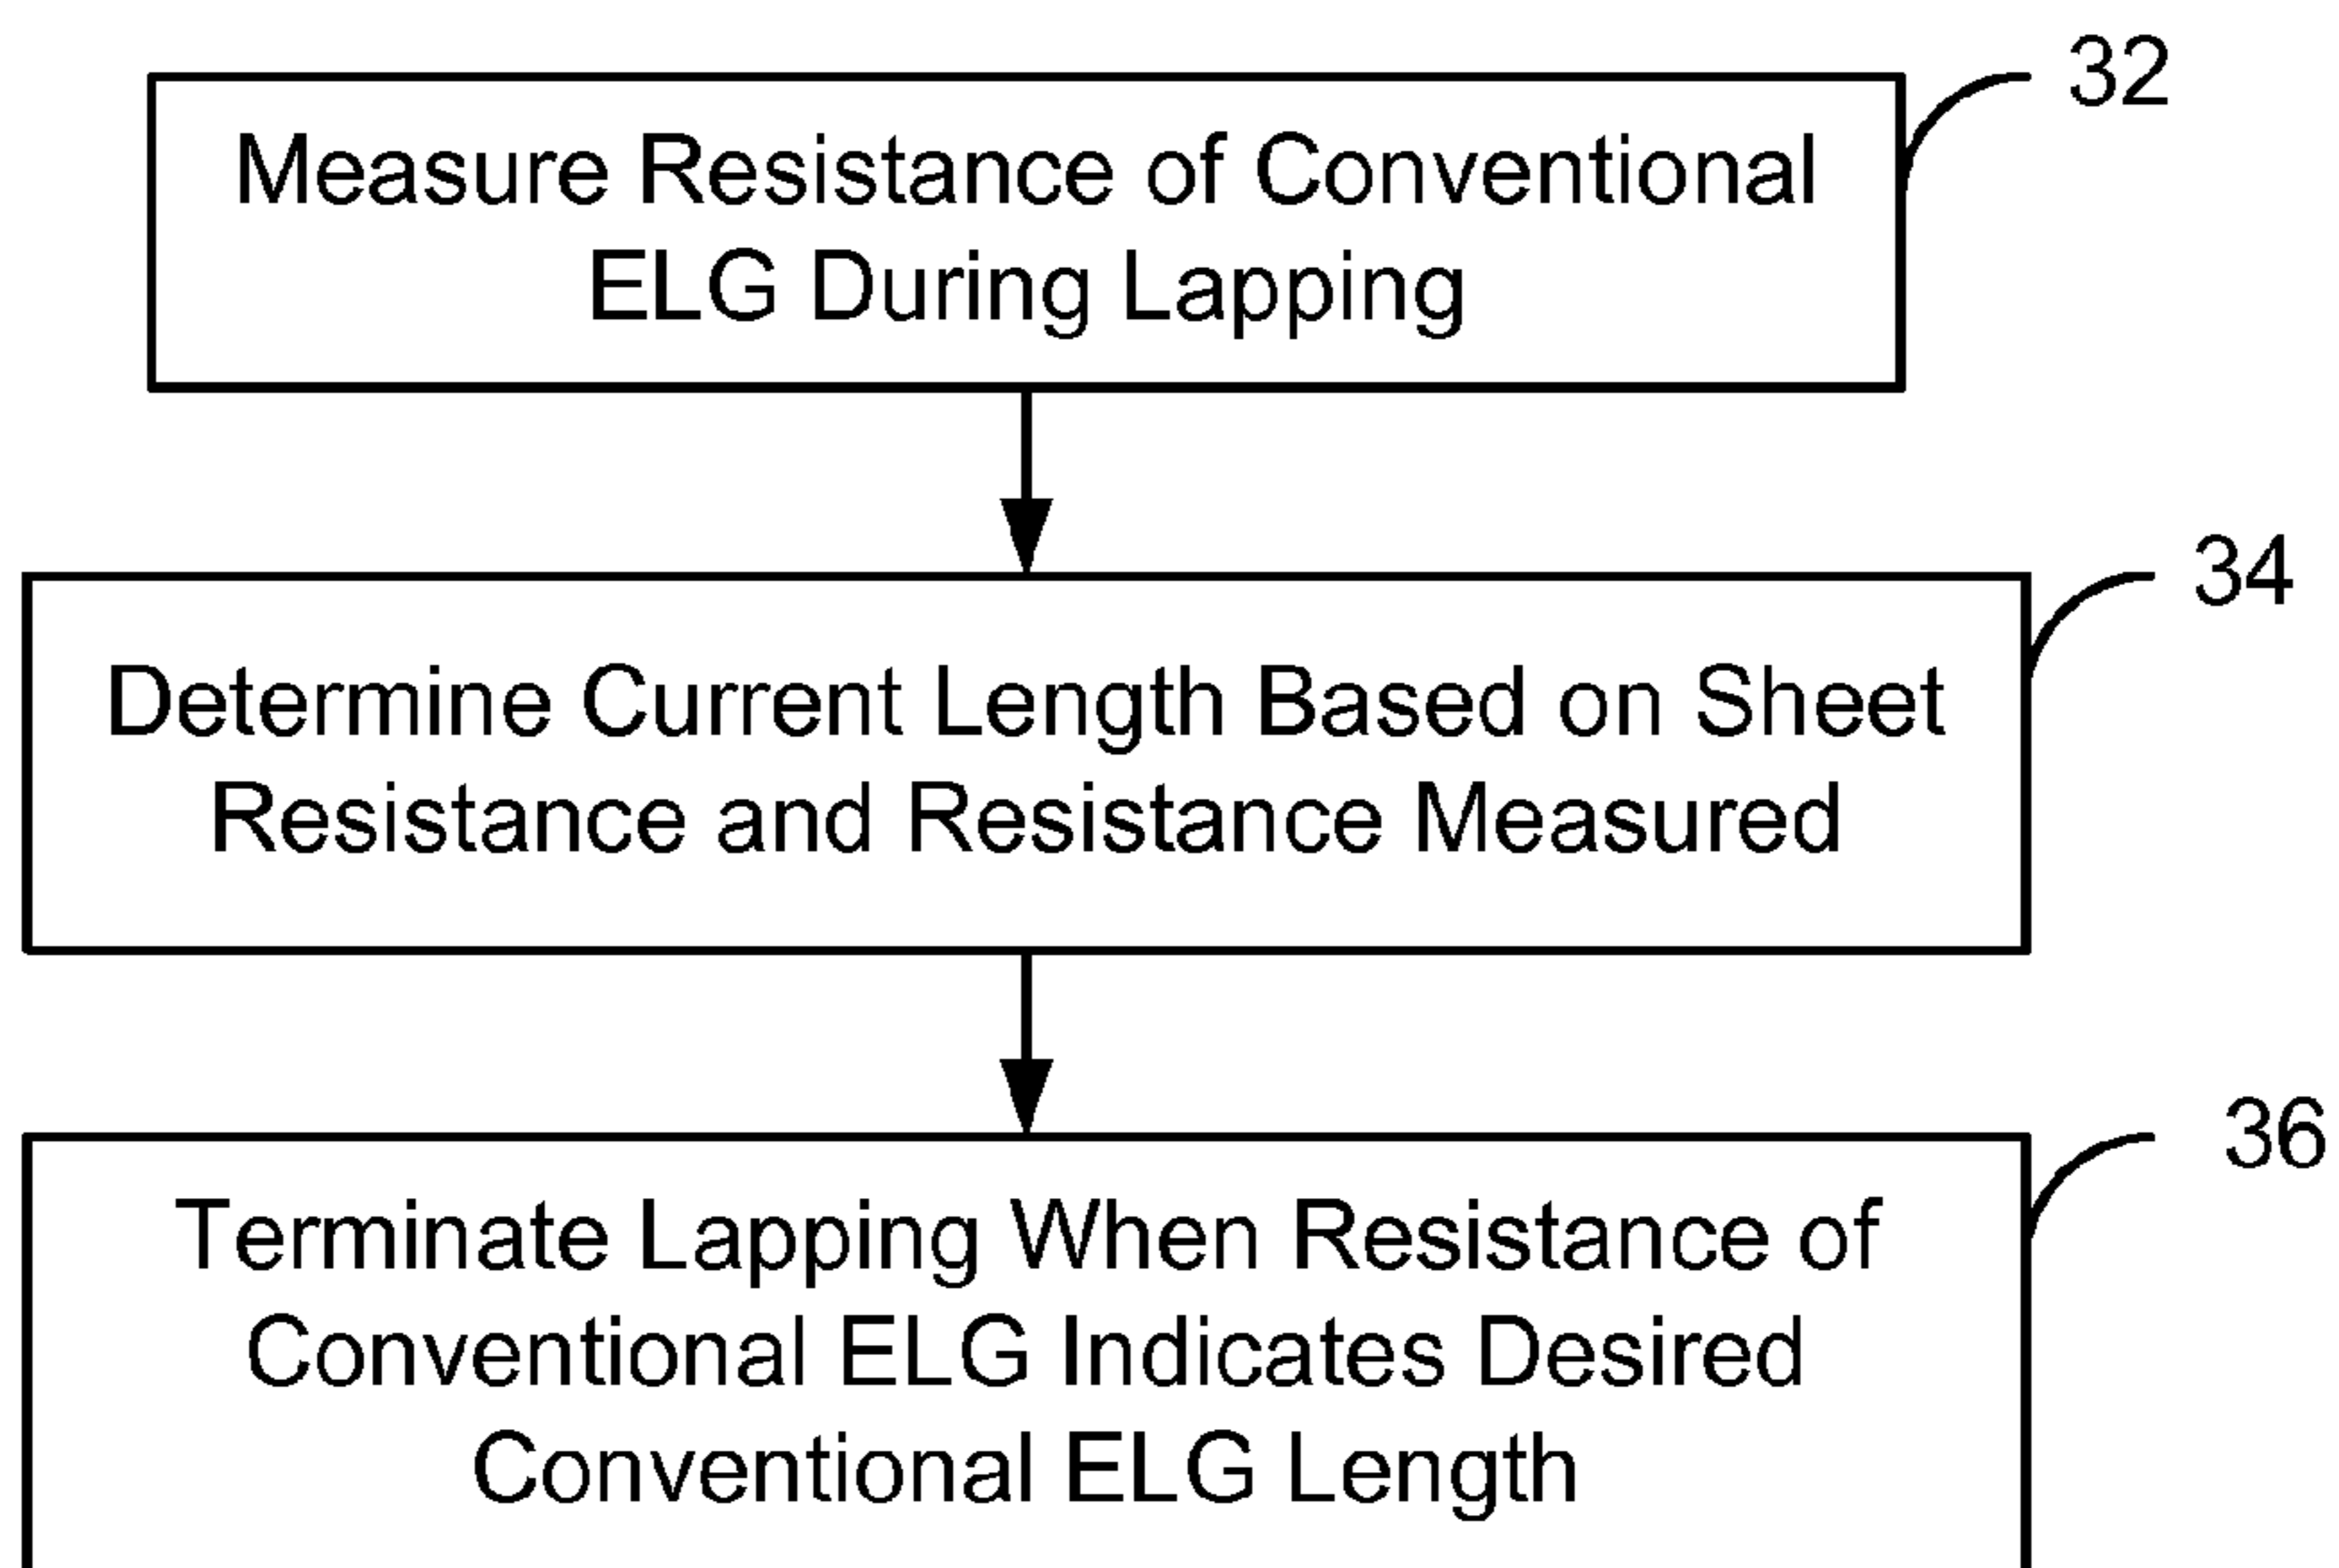 32
Measure Resistance of Conventional
ELG During Lapping
34
Determine Current Length Based on Sheet
Resistance and Resistance Measured
36
Terminate Lapping When Resistance of
Conventional ELG Indicates Desired
Conventional ELG Length